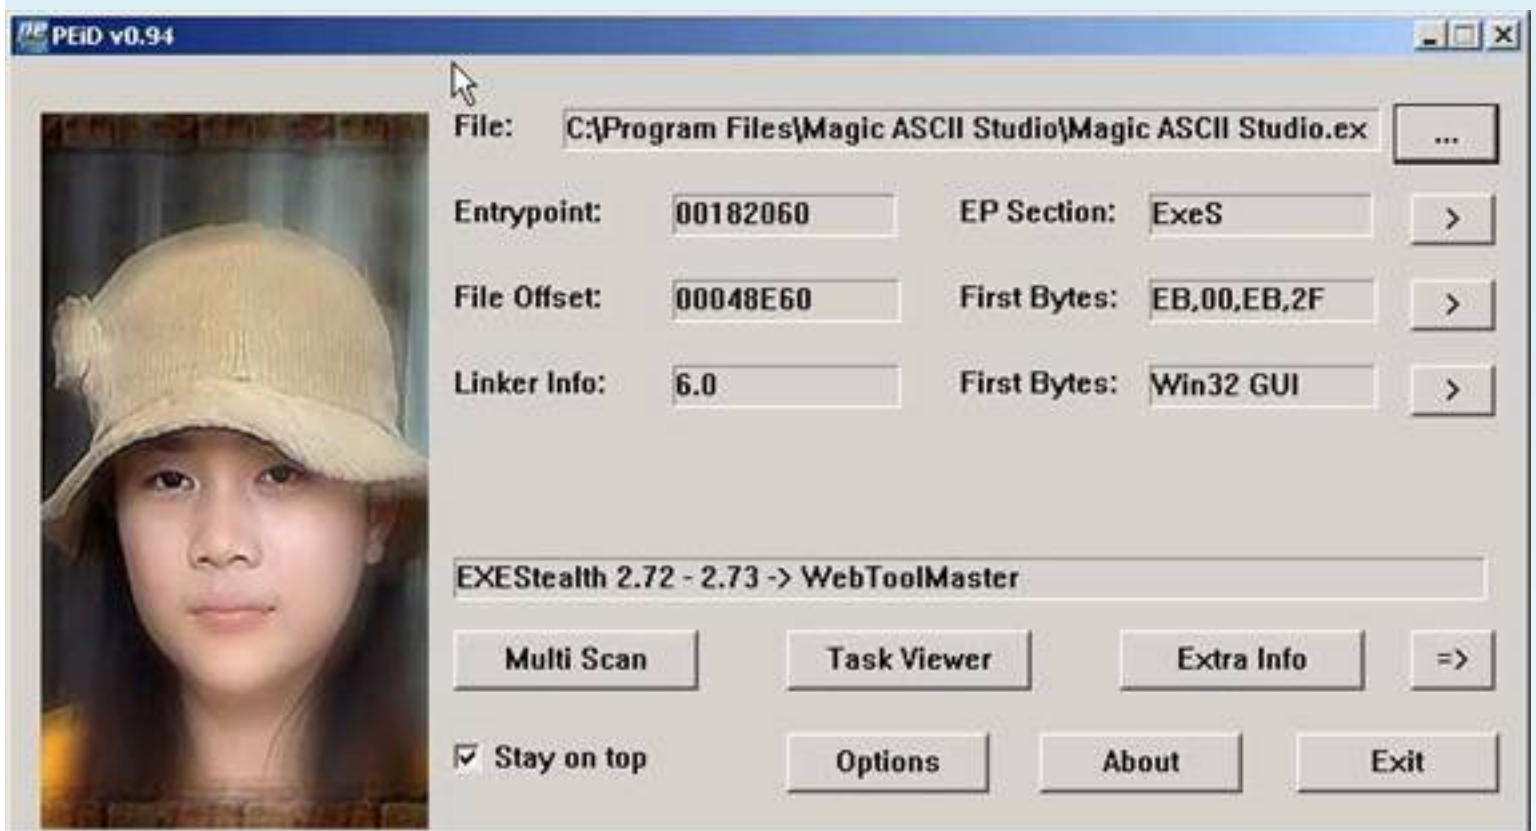 PEiD v0.94
File: C:\Program Files\Magic ASCII Studio\Magic ASCII Studio.ex ...
Entrypoint: 00182060 EP Section: ExeS >
File Offset: 00048E60 First Bytes: EB,00,EB,2F >
Linker Info: 6.0 First Bytes: Win32 GUI >
EXEStealth 2.72 - 2.73 -> WebToolMaster
Multi Scan Task Viewer Extra Info =>
Stay on top Options About Exit